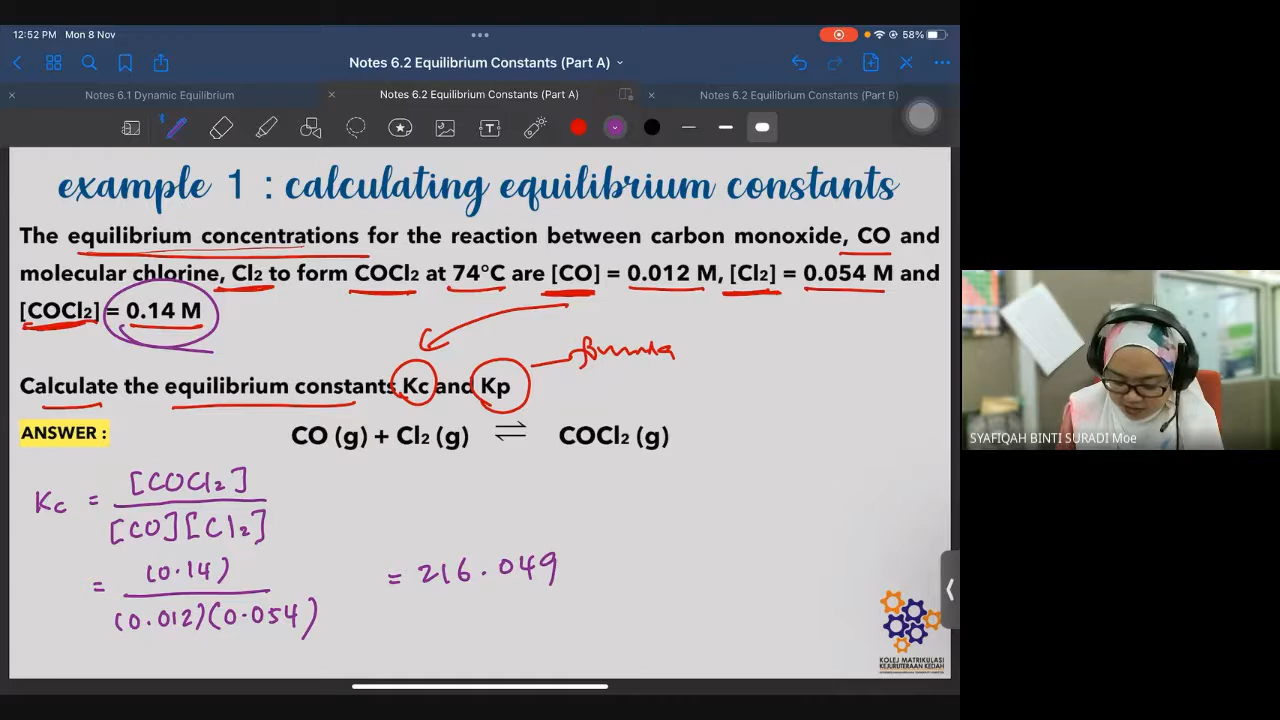 12:52 PM Mon 8 Nov
58%
Notes 6.2 Equilibrium Constants (Part A)
Notes 6.1 Dynamic Equilibrium
Notes 6.2 Equilibrium Constants (Part A)
Notes 6.2 Equilibrium Constants (Part B)
example 1 : calculating equilibrium constants
The equilibrium concentrations for the reaction between carbon monoxide, CO and
molecular chlorine, Cl₂ to form COCl₂ at 74°C are [CO] = 0.012 M, [Cl₂] = 0.054 M and
[COCl₂] = 0.14 M
formula
Calculate the equilibrium constants Kc and Kp
ANSWER :
CO (g) + Cl₂ (g) ⇌ COCl₂ (g)
Kc = [COCl₂]
[CO][Cl₂]
= (0.14)
(0.012)(0.054)
= 216.049
KOLEJ MATRIKULASI
KEJURUTERAAN KEDAH
SYAFIQAH BINTI SURADI Moe